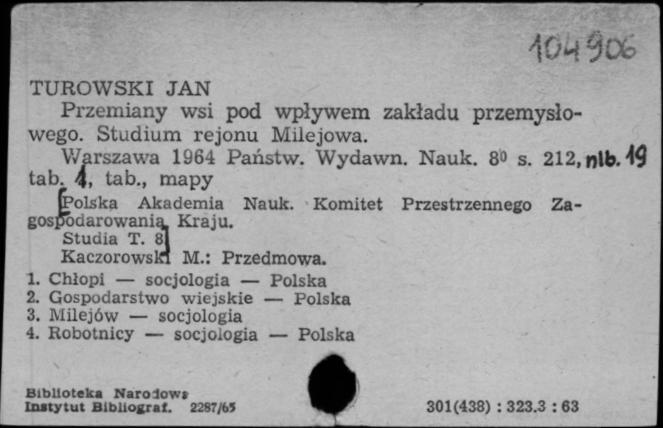 104906
TUROWSKI JAN
Przemiany wsi pod wpływem zakładu przemysło-
wego. Studium rejonu Milejowa.
Warszawa 1964 Państw. Wydawn. Nauk. 8⁰ s. 212, nlb. 19
tab. 1, tab., mapy
[Polska Akademia Nauk. Komitet Przestrzennego Za-
gospodarowania Kraju.
Studia T. 8]
Kaczorowski M.: Przedmowa.
1. Chłopi — socjologia — Polska
2. Gospodarstwo wiejskie — Polska
3. Milejów — socjologia
4. Robotnicy — socjologia — Polska
Biblioteka Narodowa
Instytut Bibliograf. 2287/65
301(438) : 323.3 : 63